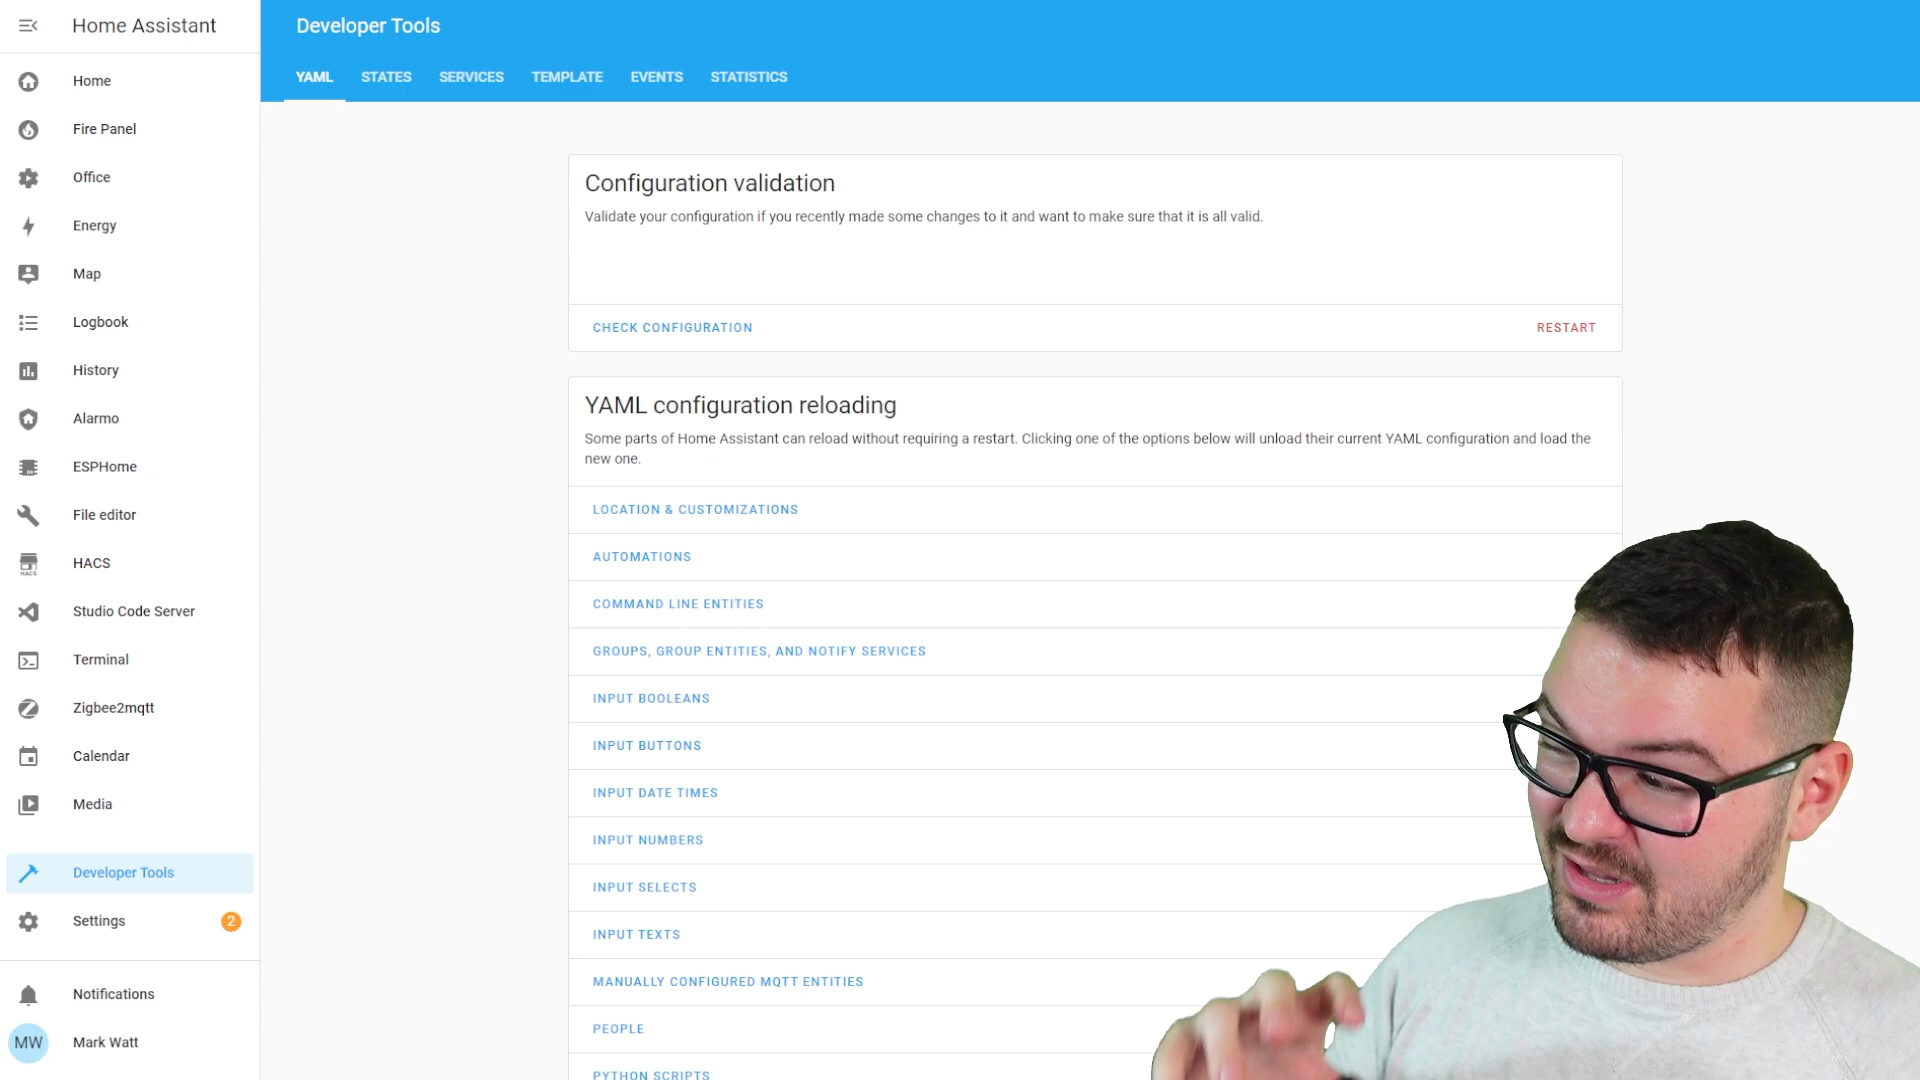 Home Assistant
Home
Fire Panel
Office
Energy
Map
Logbook
History
Alarmo
ESPHome
File editor
HACS
HACS
Studio Code Server
Terminal
Zigbee2mqtt
Calendar
Media
Developer Tools
Settings 2
Notifications
MW Mark Watt
Developer Tools
YAML STATES SERVICES TEMPLATE EVENTS STATISTICS
Configuration validation
Validate your configuration if you recently made some changes to it and want to make sure that it is all valid.
CHECK CONFIGURATION RESTART
YAML configuration reloading
Some parts of Home Assistant can reload without requiring a restart. Clicking one of the options below will unload their current YAML configuration and load the
new one.
LOCATION & CUSTOMIZATIONS
AUTOMATIONS
COMMAND LINE ENTITIES
GROUPS, GROUP ENTITIES, AND NOTIFY SERVICES
INPUT BOOLEANS
INPUT BUTTONS
INPUT DATE TIMES
INPUT NUMBERS
INPUT SELECTS
INPUT TEXTS
MANUALLY CONFIGURED MQTT ENTITIES
PEOPLE
PYTHON SCRIPTS